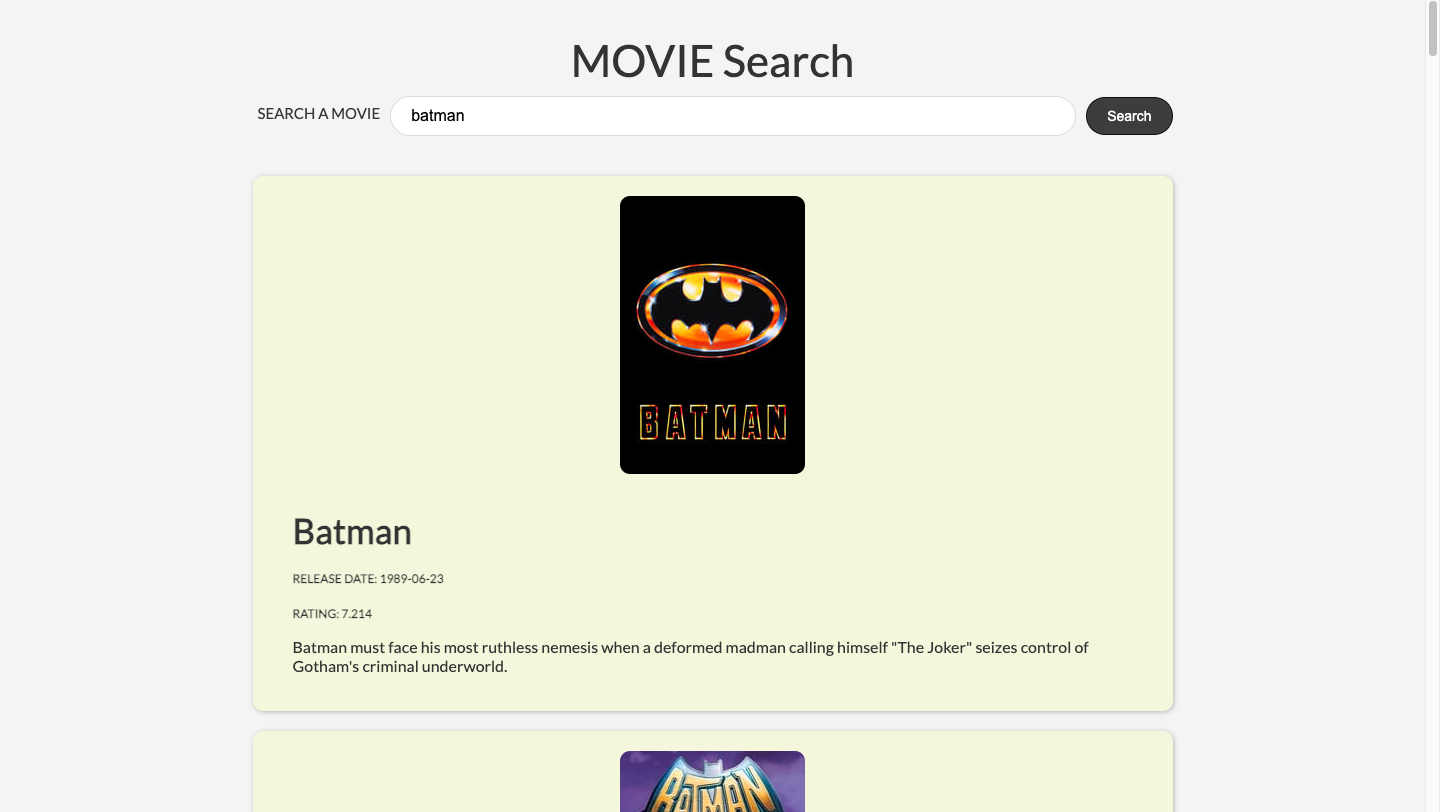 MOVIE Search
SEARCH A MOVIE batman Search
BATMAN
Batman
RELEASE DATE: 1989-06-23
RATING: 7.214
Batman must face his most ruthless nemesis when a deformed madman calling himself "The Joker" seizes control of
Gotham's criminal underworld.
BATMAN